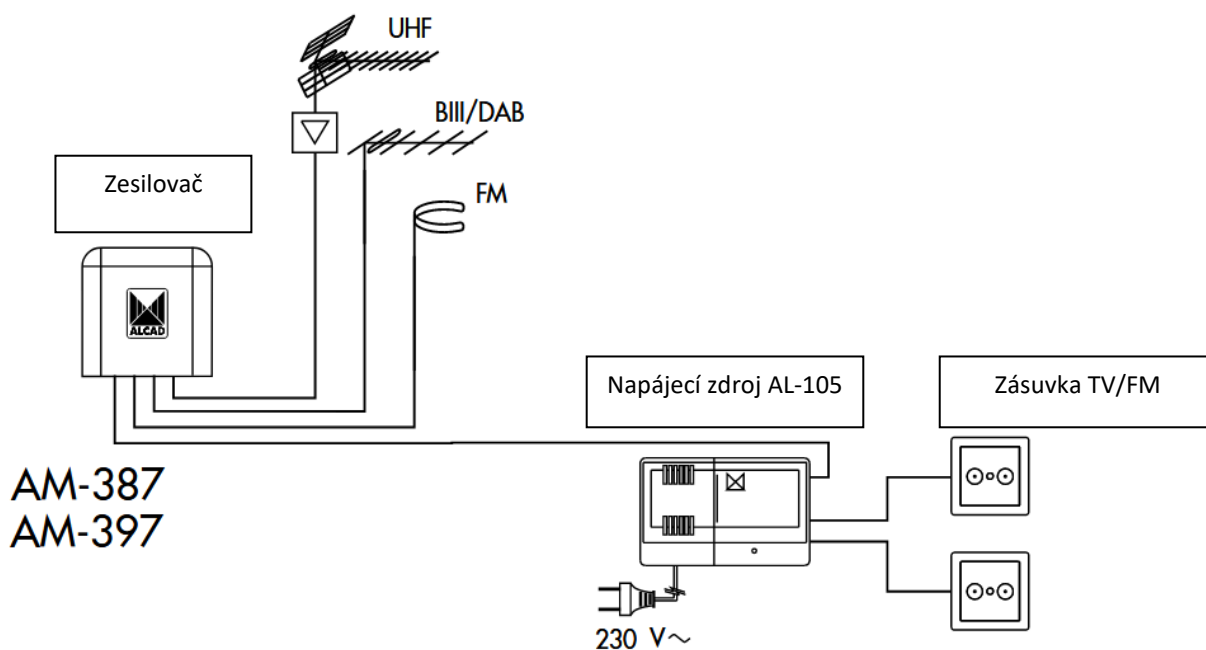 UHF
BIII/DAB
Zesilovač
FM
ALCAD
Napájecí zdroj AL-105
Zásuvka TV/FM
AM-387
AM-397
230 V~